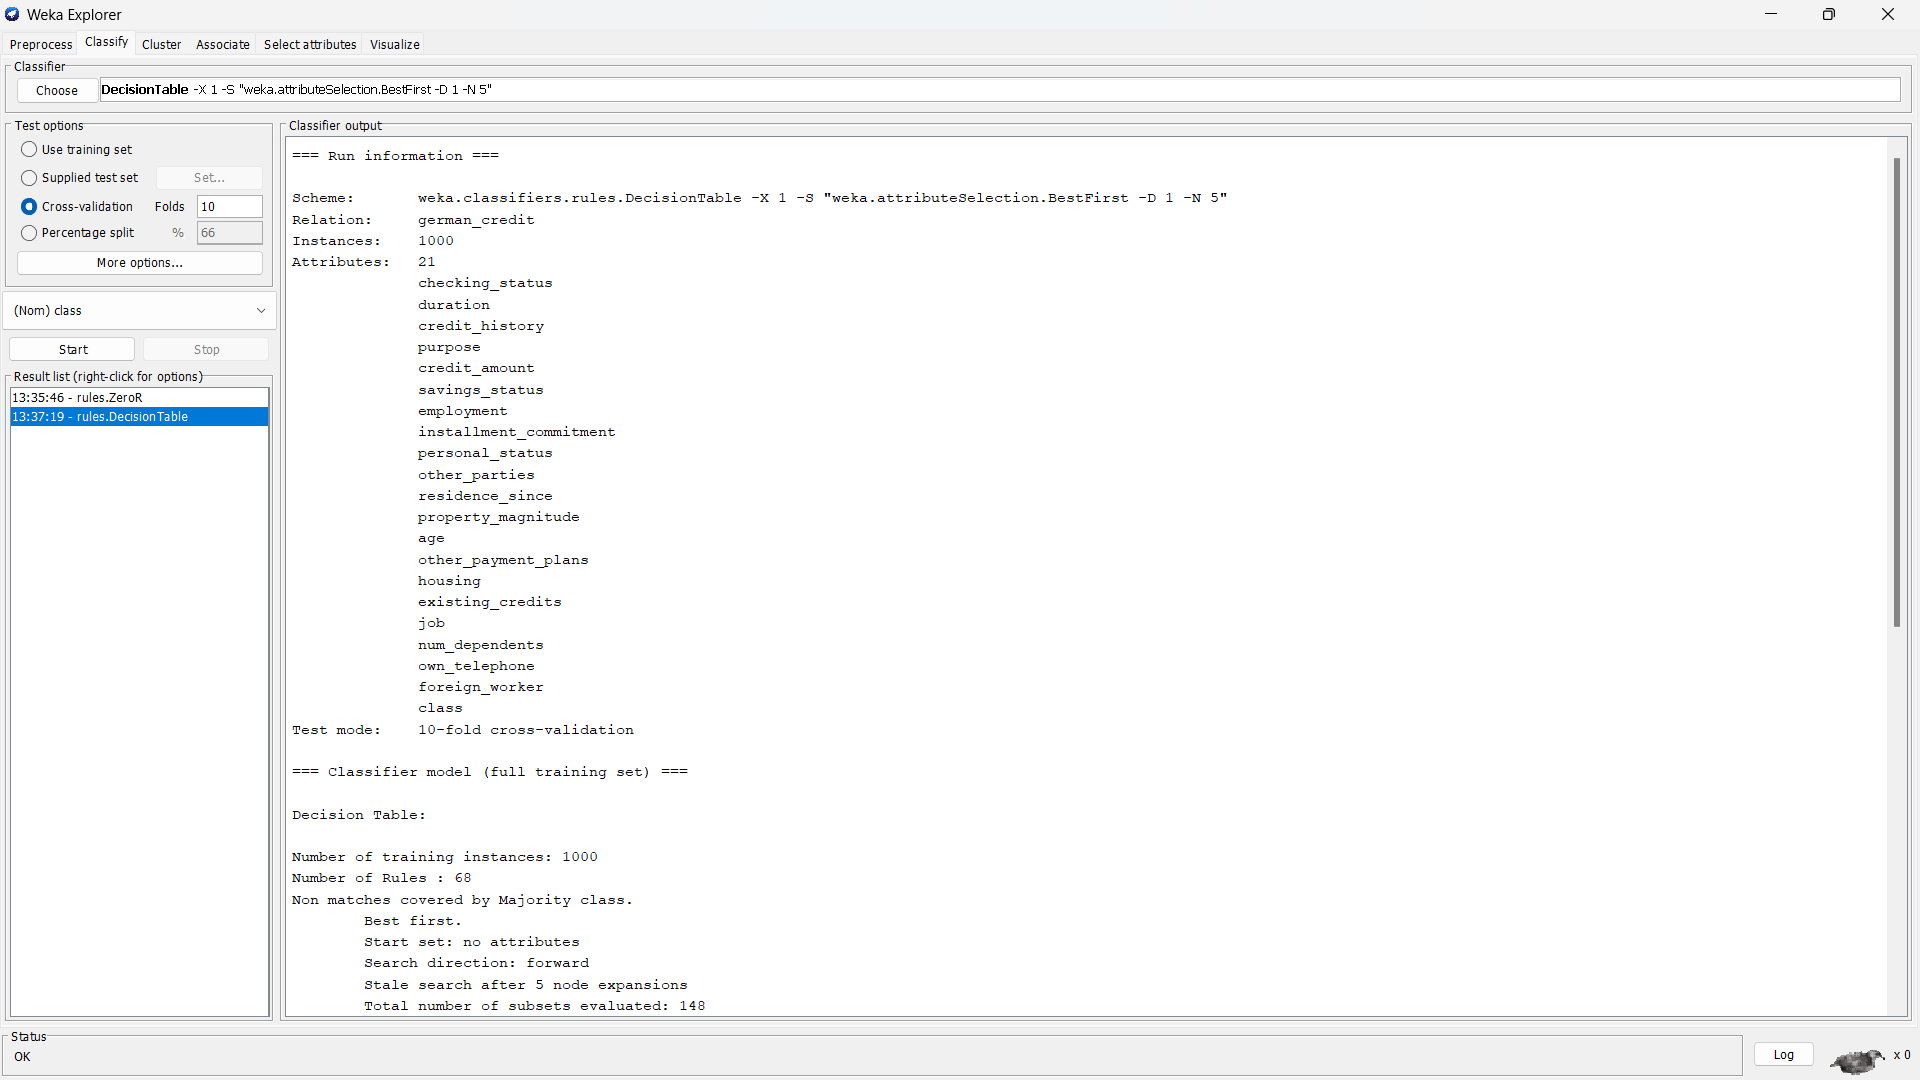 Weka Explorer
Preprocess Classify Cluster Associate Select attributes Visualize
Classifier
Choose DecisionTable -X 1 -S "weka.attributeSelection.BestFirst -D 1 -N 5"
Test options
Use training set
Supplied test set Set...
Cross-validation Folds 10
Percentage split % 66
More options...
(Nom) class
Start Stop
Result list (right-click for options)
13:35:46 - rules.ZeroR
13:37:19 - rules.DecisionTable
Classifier output
=== Run information ===
Scheme: weka.classifiers.rules.DecisionTable -X 1 -S "weka.attributeSelection.BestFirst -D 1 -N 5"
Relation: german_credit
Instances: 1000
Attributes: 21
checking_status
duration
credit_history
purpose
credit_amount
savings_status
employment
installment_commitment
personal_status
other_parties
residence_since
property_magnitude
age
other_payment_plans
housing
existing_credits
job
num_dependents
own_telephone
foreign_worker
class
Test mode: 10-fold cross-validation
=== Classifier model (full training set) ===
Decision Table:
Number of training instances: 1000
Number of Rules : 68
Non matches covered by Majority class.
Best first.
Start set: no attributes
Search direction: forward
Stale search after 5 node expansions
Total number of subsets evaluated: 148
Status
OK
Log x 0